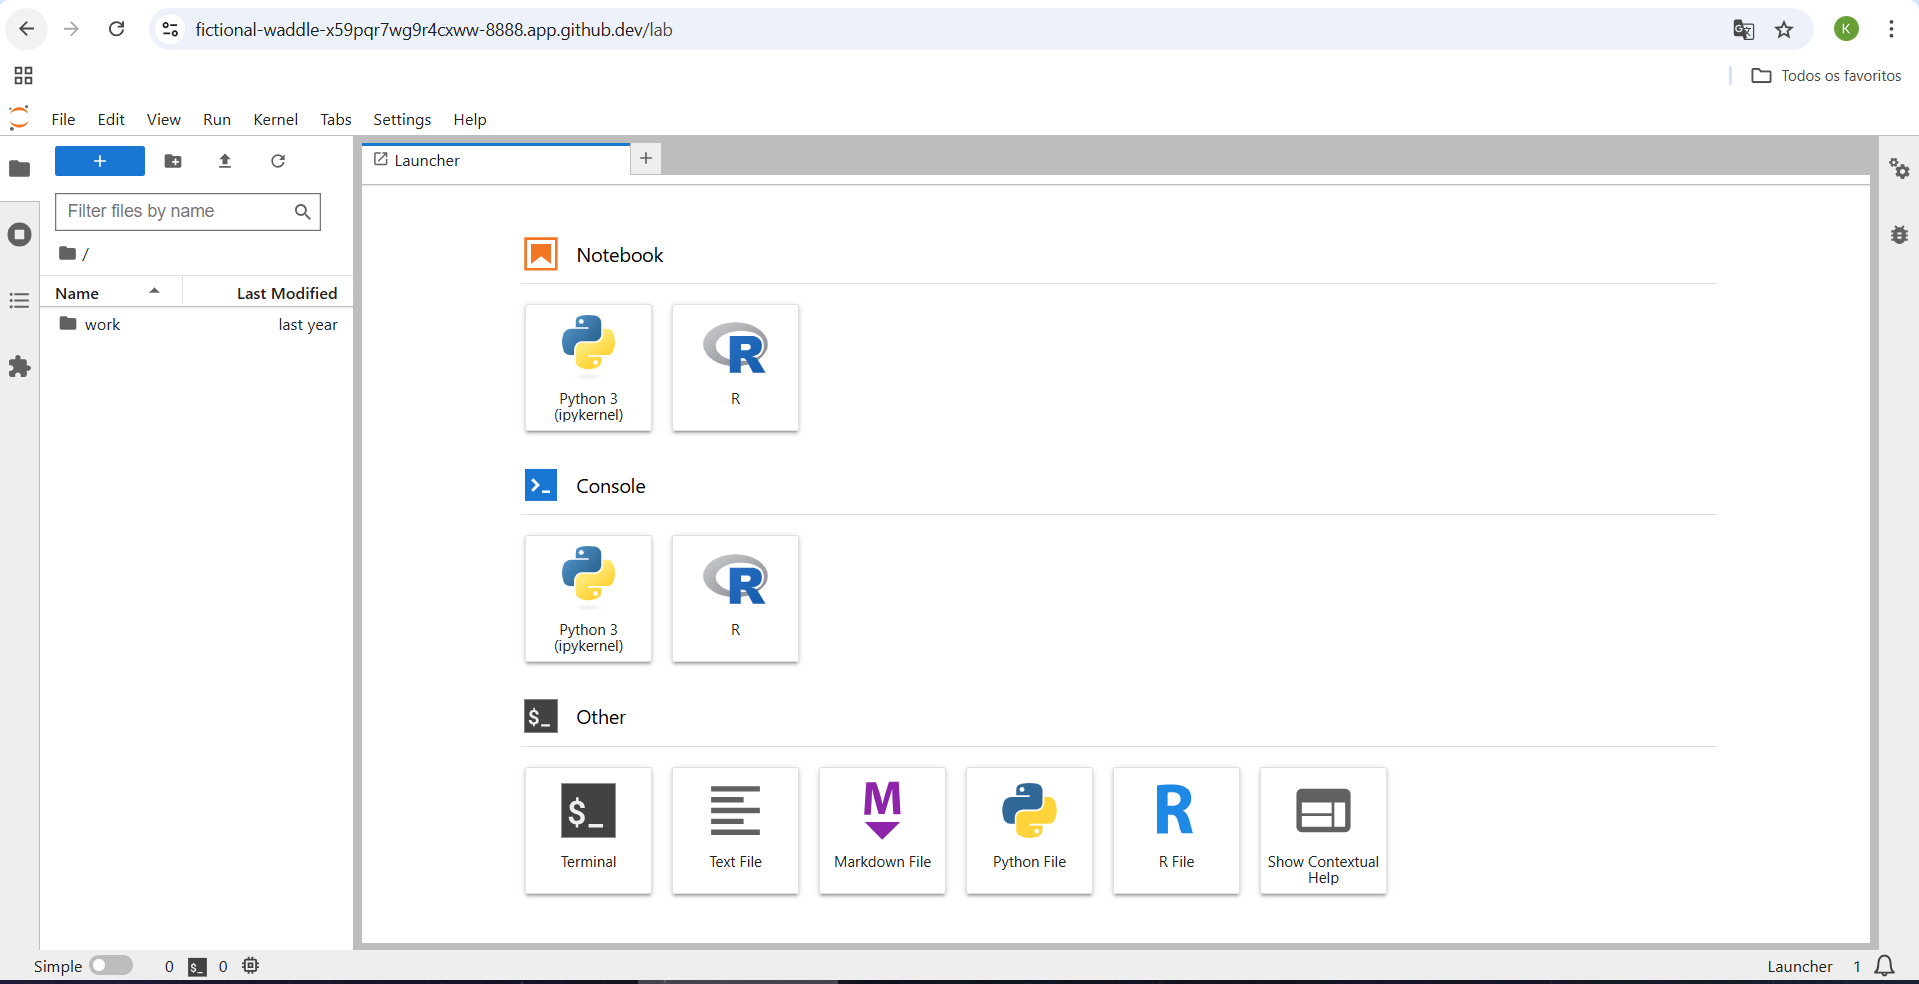 fictional-waddle-x59pqr7wg9r4cxww-8888.app.github.dev/lab
K
Todos os favoritos
File Edit View Run Kernel Tabs Settings Help
Launcher
Filter files by name
/
Name Last Modified
work last year
Notebook
Python 3 (ipykernel)
R
Console
Python 3 (ipykernel)
R
Other
$_ Terminal
Text File
Markdown File
Python File
R File
Show Contextual Help
Simple 0 $_ 0
Launcher 1